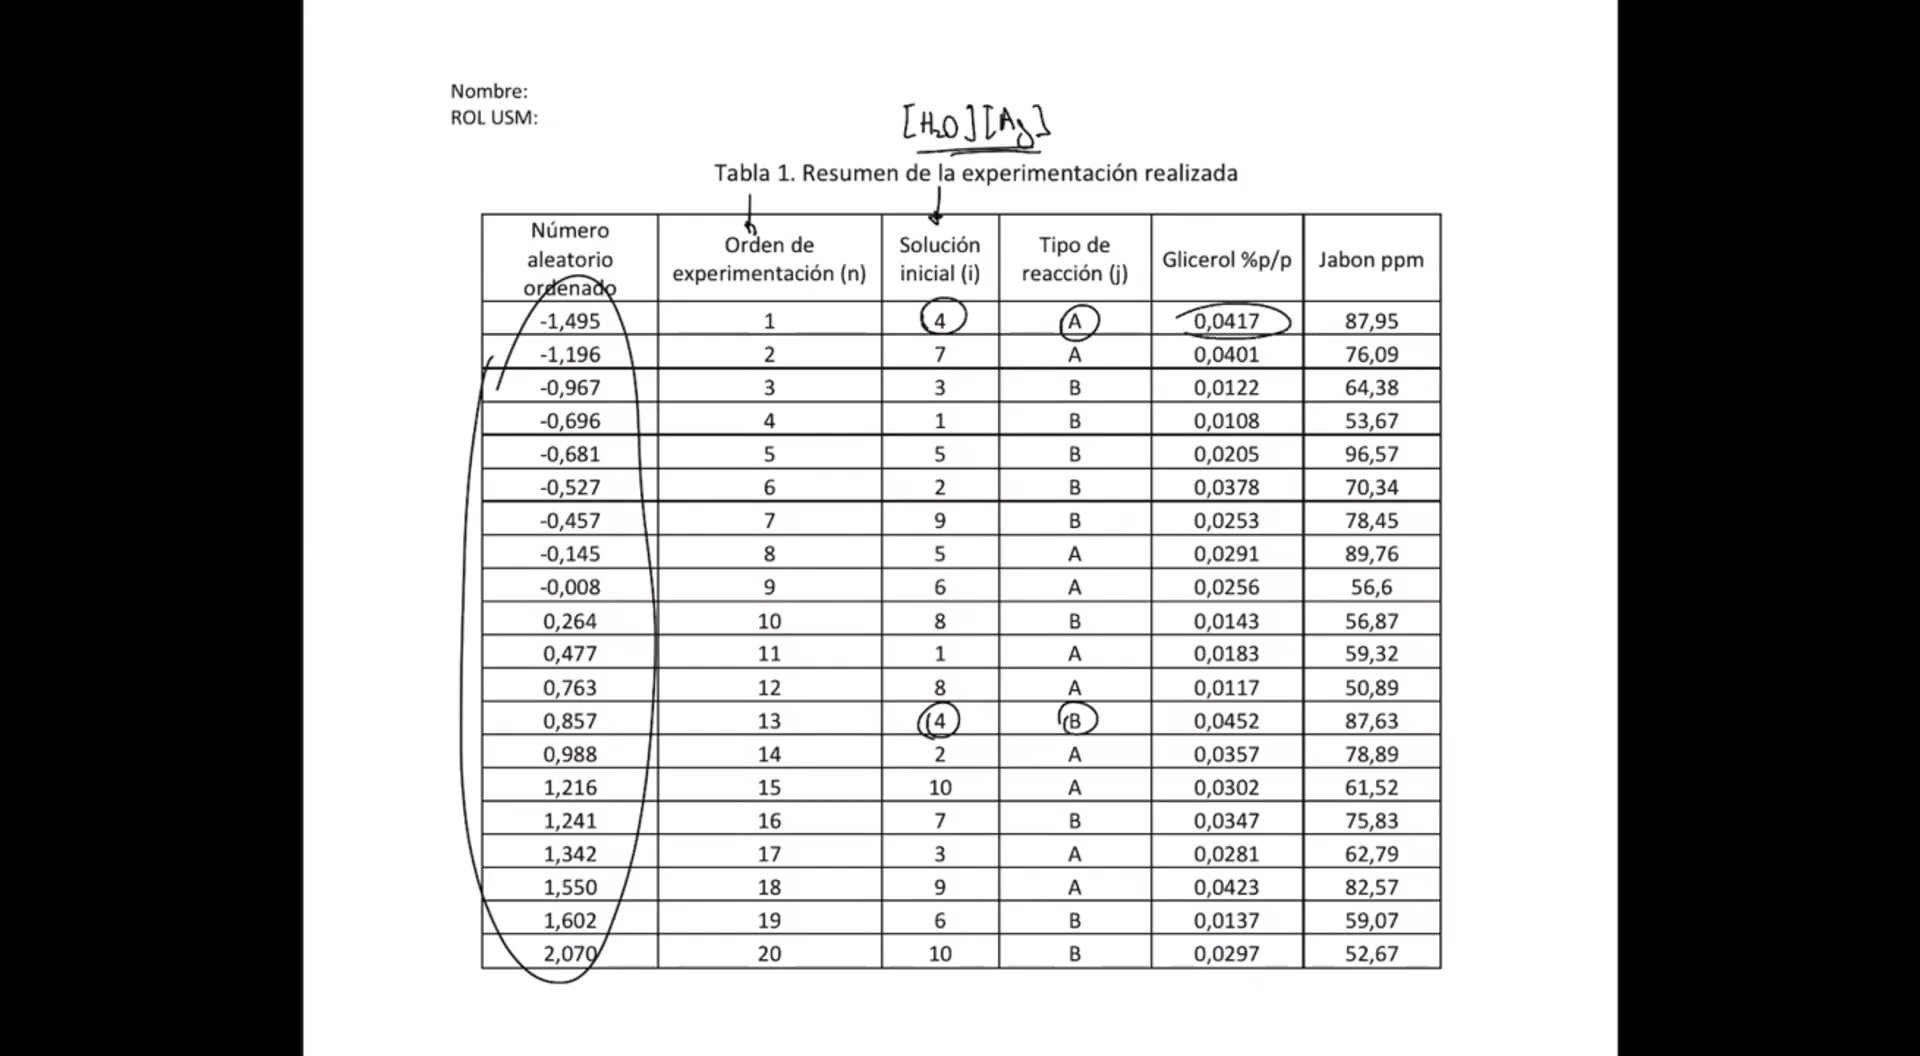 Nombre:
ROL USM:
[H₂O][Ag]
Tabla 1. Resumen de la experimentación realizada
Número aleatorio ordenado Orden de experimentación (n) Solución inicial (i) Tipo de reacción (j) Glicerol %p/p Jabon ppm
-1,495 1 4 A 0,0417 87,95
-1,196 2 7 A 0,0401 76,09
-0,967 3 3 B 0,0122 64,38
-0,696 4 1 B 0,0108 53,67
-0,681 5 5 B 0,0205 96,57
-0,527 6 2 B 0,0378 70,34
-0,457 7 9 B 0,0253 78,45
-0,145 8 5 A 0,0291 89,76
-0,008 9 6 A 0,0256 56,6
0,264 10 8 B 0,0143 56,87
0,477 11 1 A 0,0183 59,32
0,763 12 8 A 0,0117 50,89
0,857 13 4 B 0,0452 87,63
0,988 14 2 A 0,0357 78,89
1,216 15 10 A 0,0302 61,52
1,241 16 7 B 0,0347 75,83
1,342 17 3 A 0,0281 62,79
1,550 18 9 A 0,0423 82,57
1,602 19 6 B 0,0137 59,07
2,070 20 10 B 0,0297 52,67